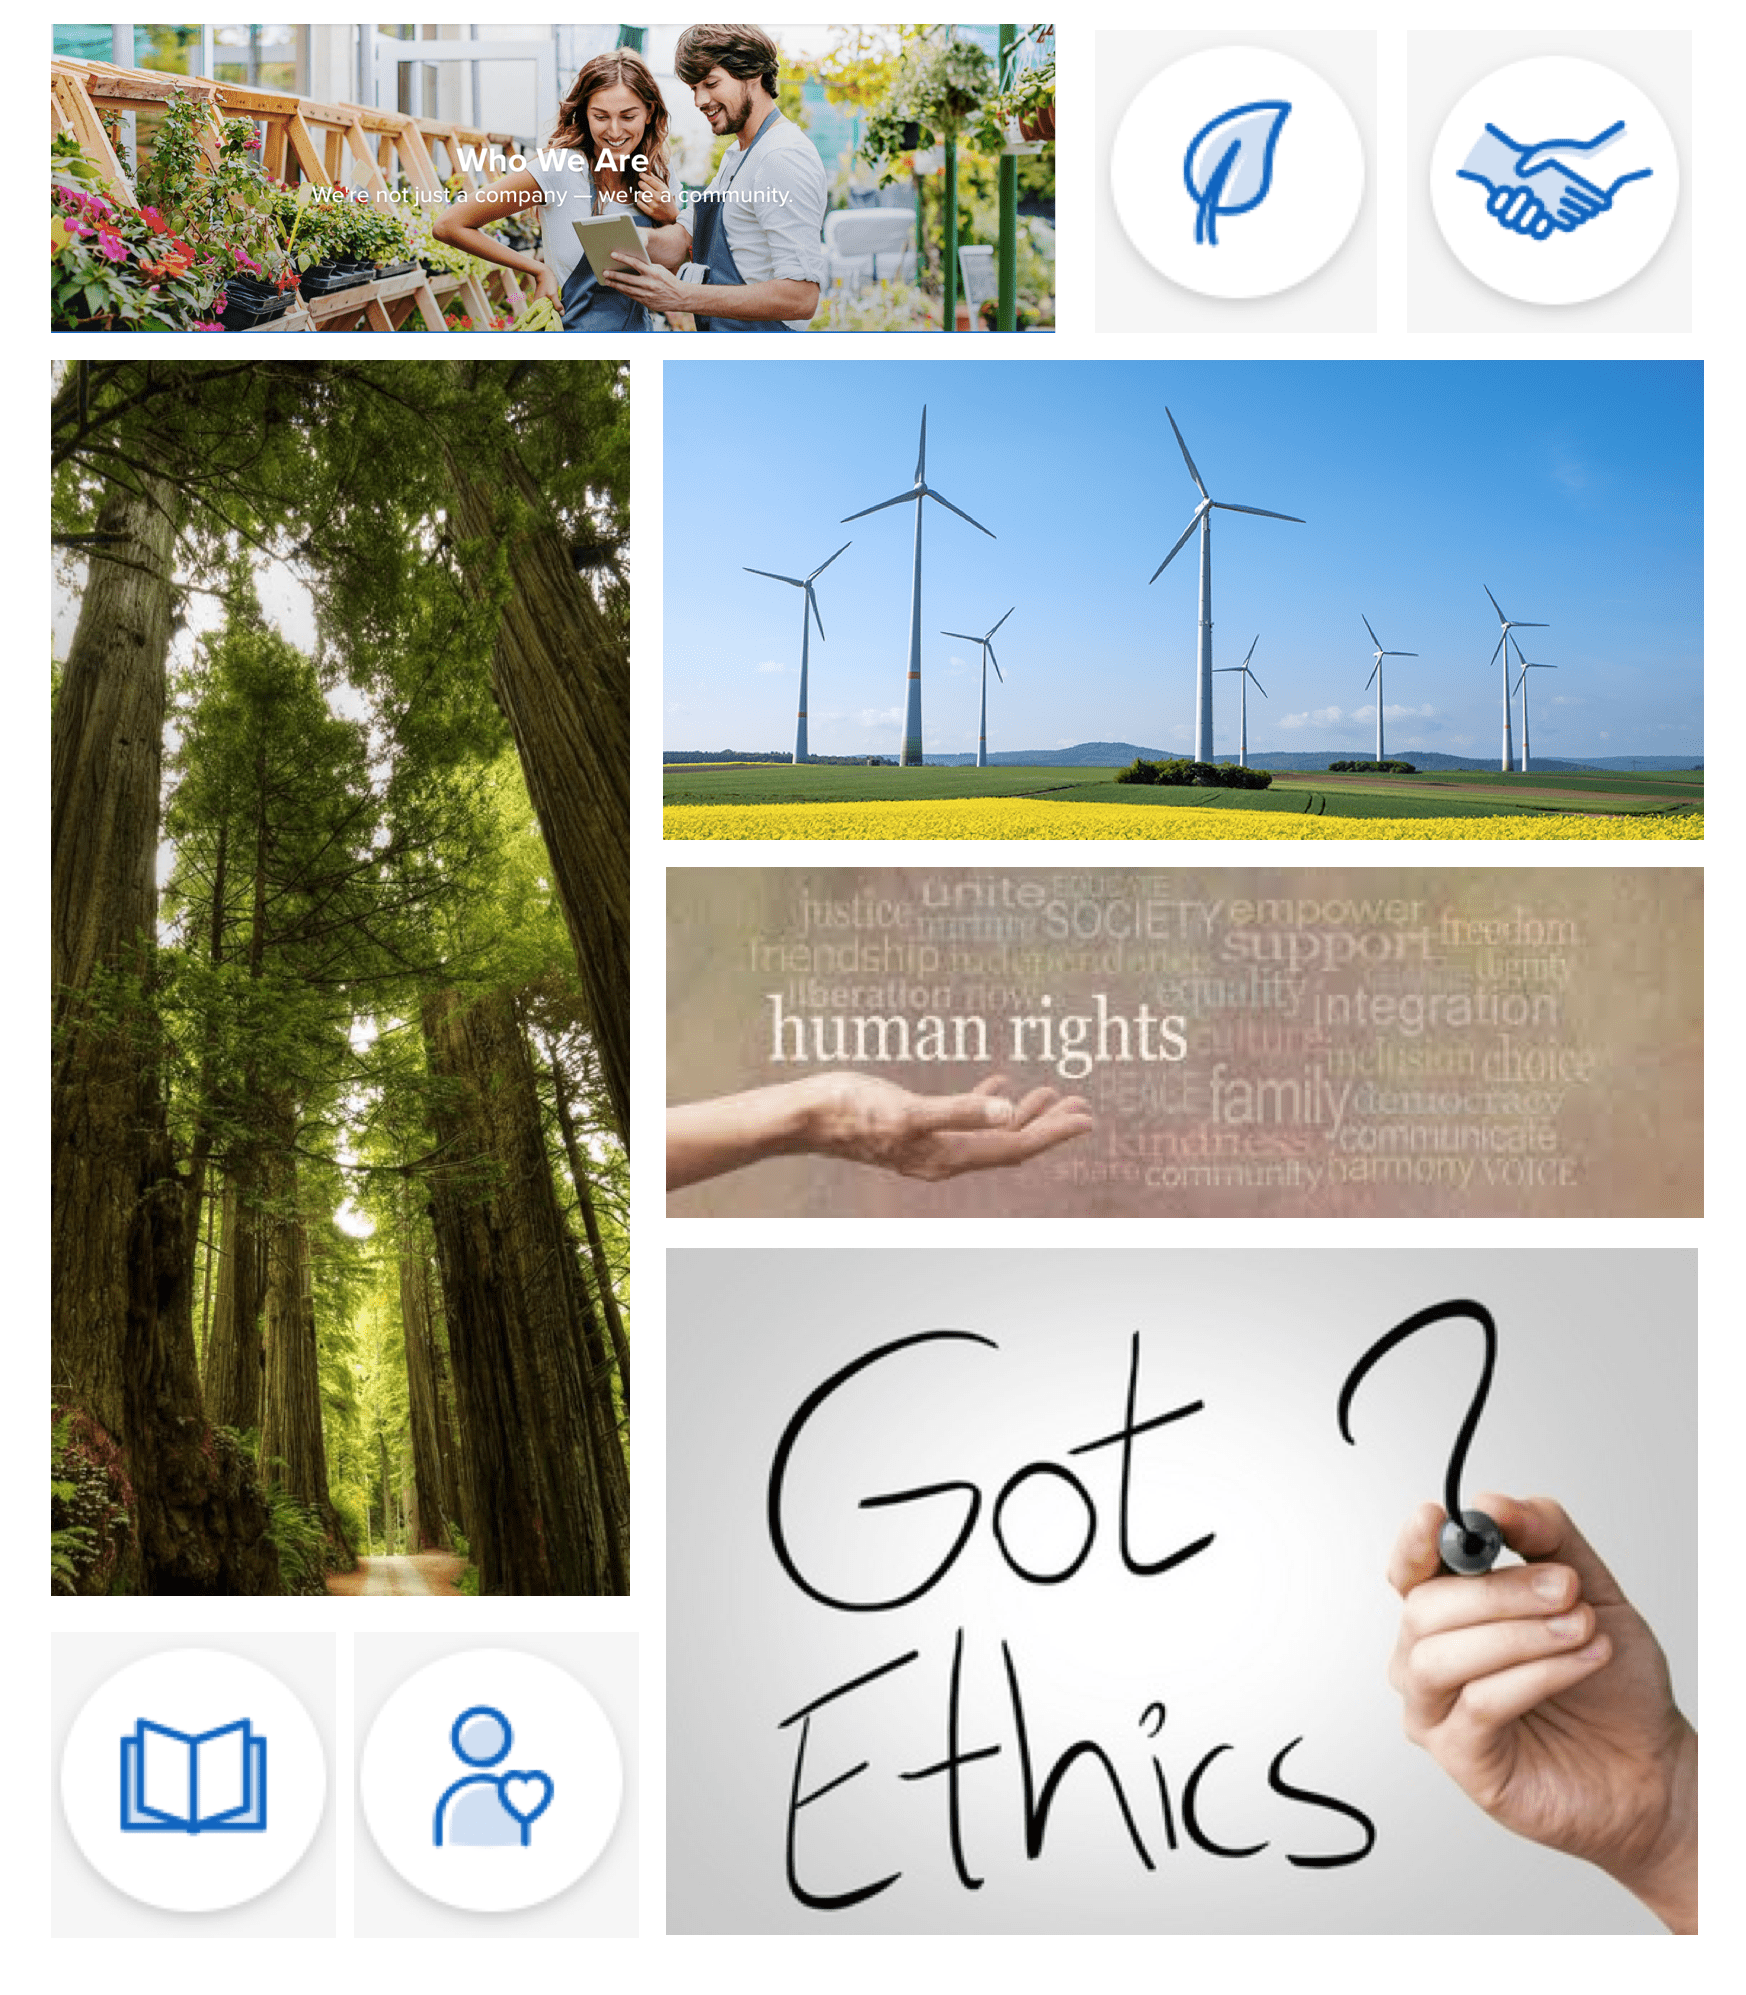 Who We Are
We're not just a company — we're a community.
justice unite EDUCATE
SOCIETY empower
friendship independence support freedom
dignity
liberation now equality integration
human rights
culture
inclusion choice
PEACE family democracy
kindness communicate
share community harmony VOICE
Got ?
Ethics